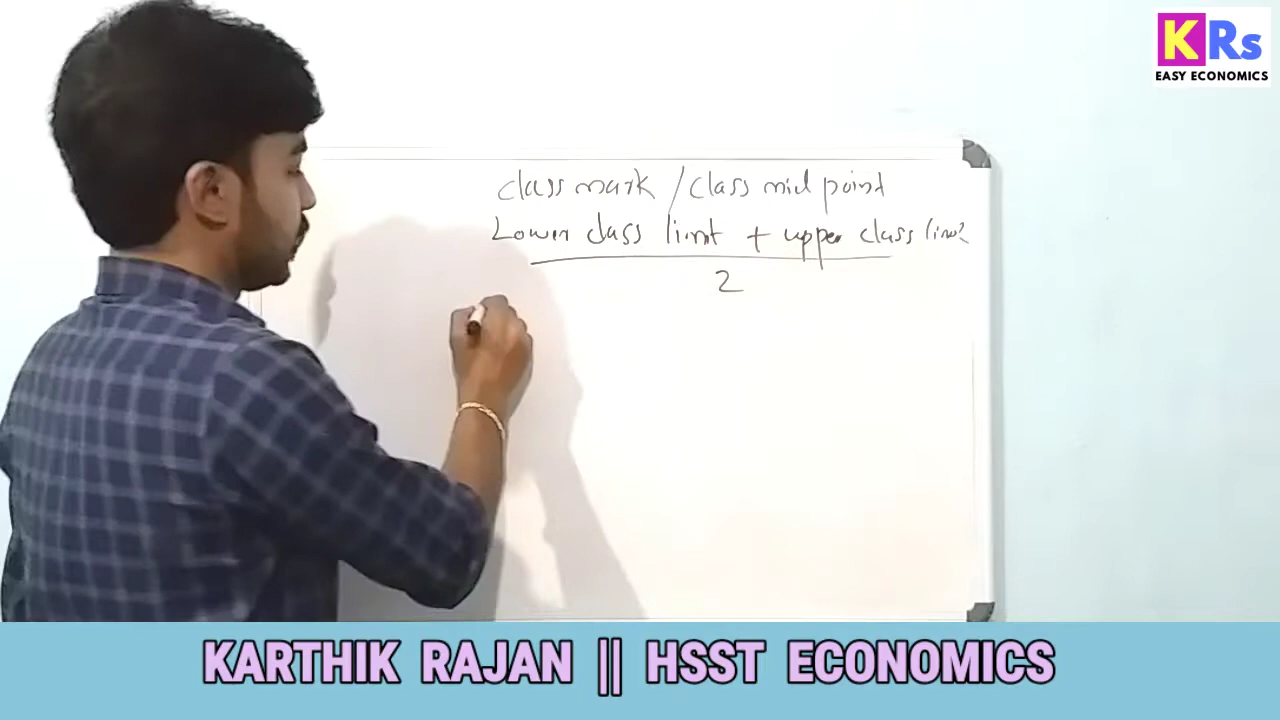 KRs
EASY ECONOMICS
class mark / class mid point
Lower class limit + upper class limit
2
KARTHIK RAJAN || HSST ECONOMICS